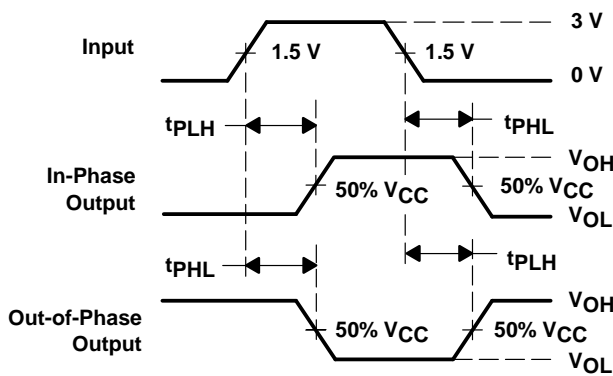 3 V
Input
1.5 V
1.5 V
0 V
tPLH
tPHL
VOH
In-Phase
Output
50% VCC
50% VCC
VOL
tPHL
tPLH
VOH
Out-of-Phase
Output
50% VCC
50% VCC
VOL